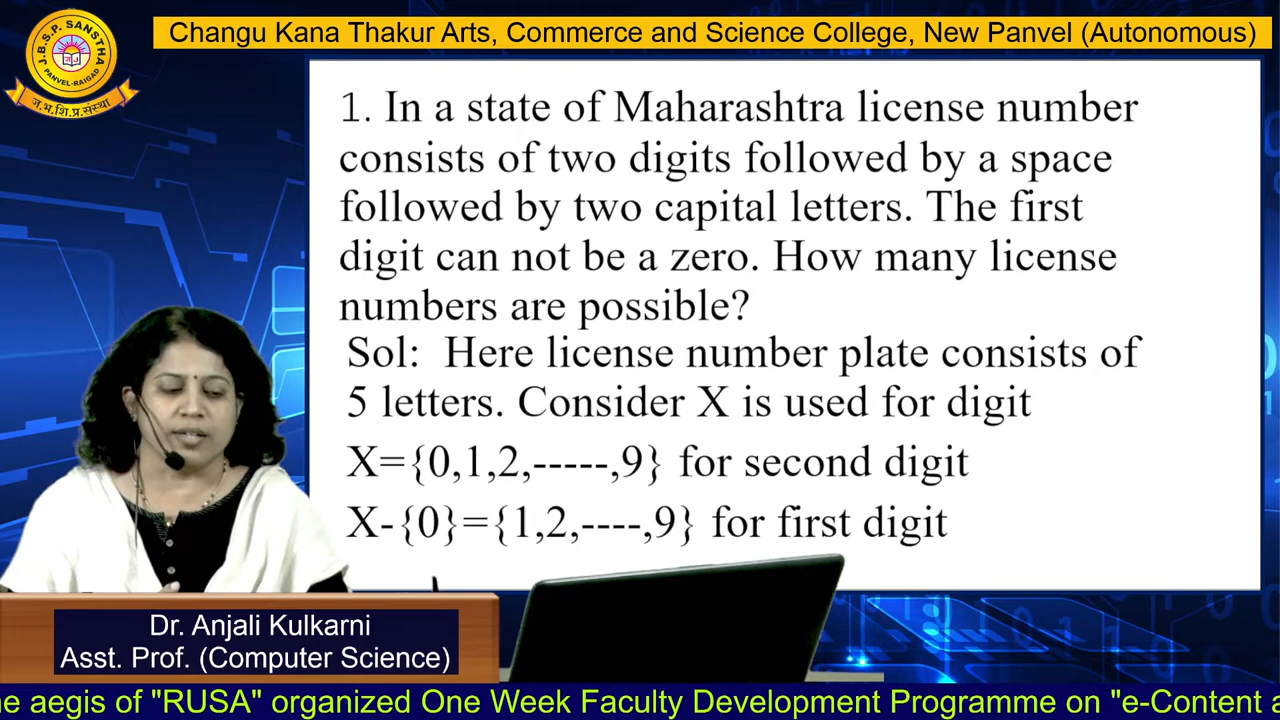 J.B.S.P. SANSTHA
PANVEL-RAIGAD
ज.भ.शि.प्र.संस्था
Changu Kana Thakur Arts, Commerce and Science College, New Panvel (Autonomous)
1. In a state of Maharashtra license number
consists of two digits followed by a space
followed by two capital letters. The first
digit can not be a zero. How many license
numbers are possible?
Sol: Here license number plate consists of
5 letters. Consider X is used for digit
X={0,1,2,-----,9} for second digit
X-{0}={1,2,----,9} for first digit
Dr. Anjali Kulkarni
Asst. Prof. (Computer Science)
ne aegis of "RUSA" organized One Week Faculty Development Programme on "e-Content a